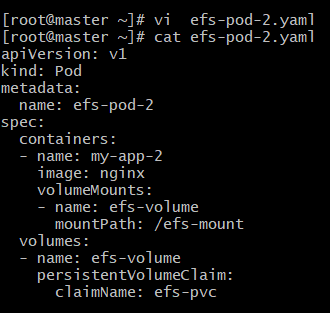 [root@master ~]# vi  efs-pod-2.yaml
[root@master ~]# cat efs-pod-2.yaml
apiVersion: v1
kind: Pod
metadata:
  name: efs-pod-2
spec:
  containers:
  - name: my-app-2
    image: nginx
    volumeMounts:
    - name: efs-volume
      mountPath: /efs-mount
  volumes:
  - name: efs-volume
    persistentVolumeClaim:
      claimName: efs-pvc